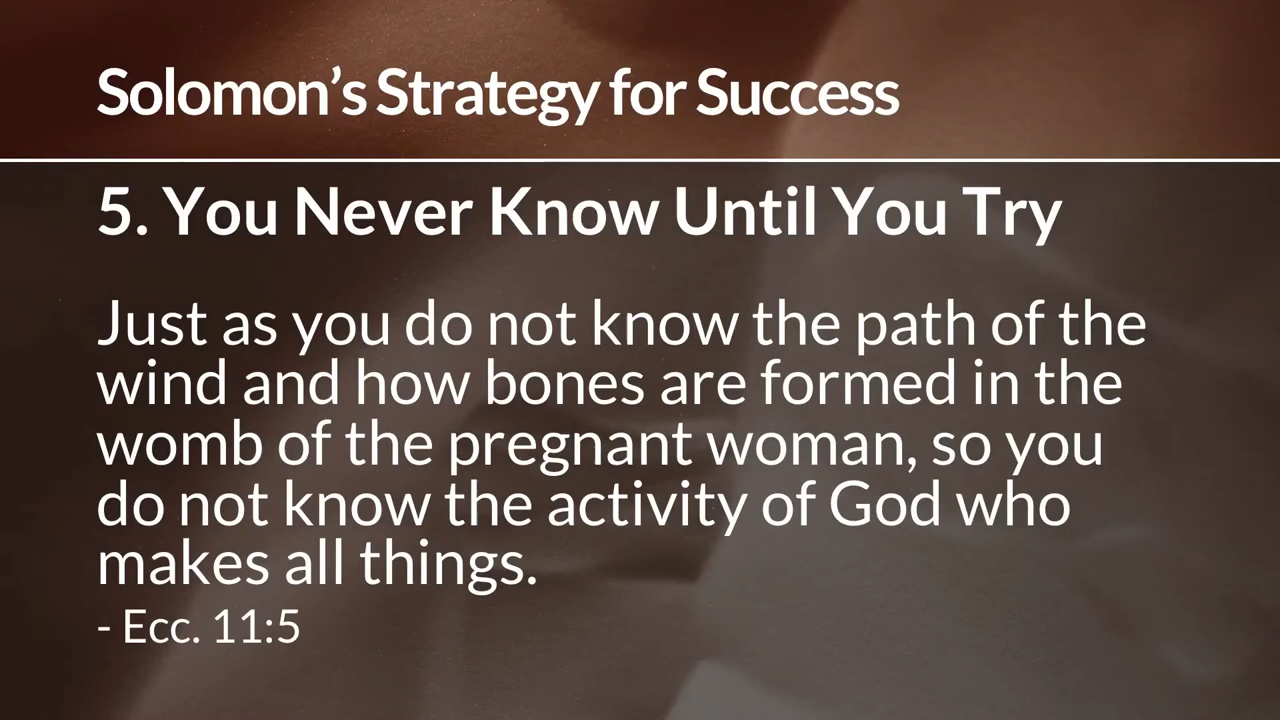 Solomon’s Strategy for Success
5. You Never Know Until You Try
Just as you do not know the path of the
wind and how bones are formed in the
womb of the pregnant woman, so you
do not know the activity of God who
makes all things.
- Ecc. 11:5